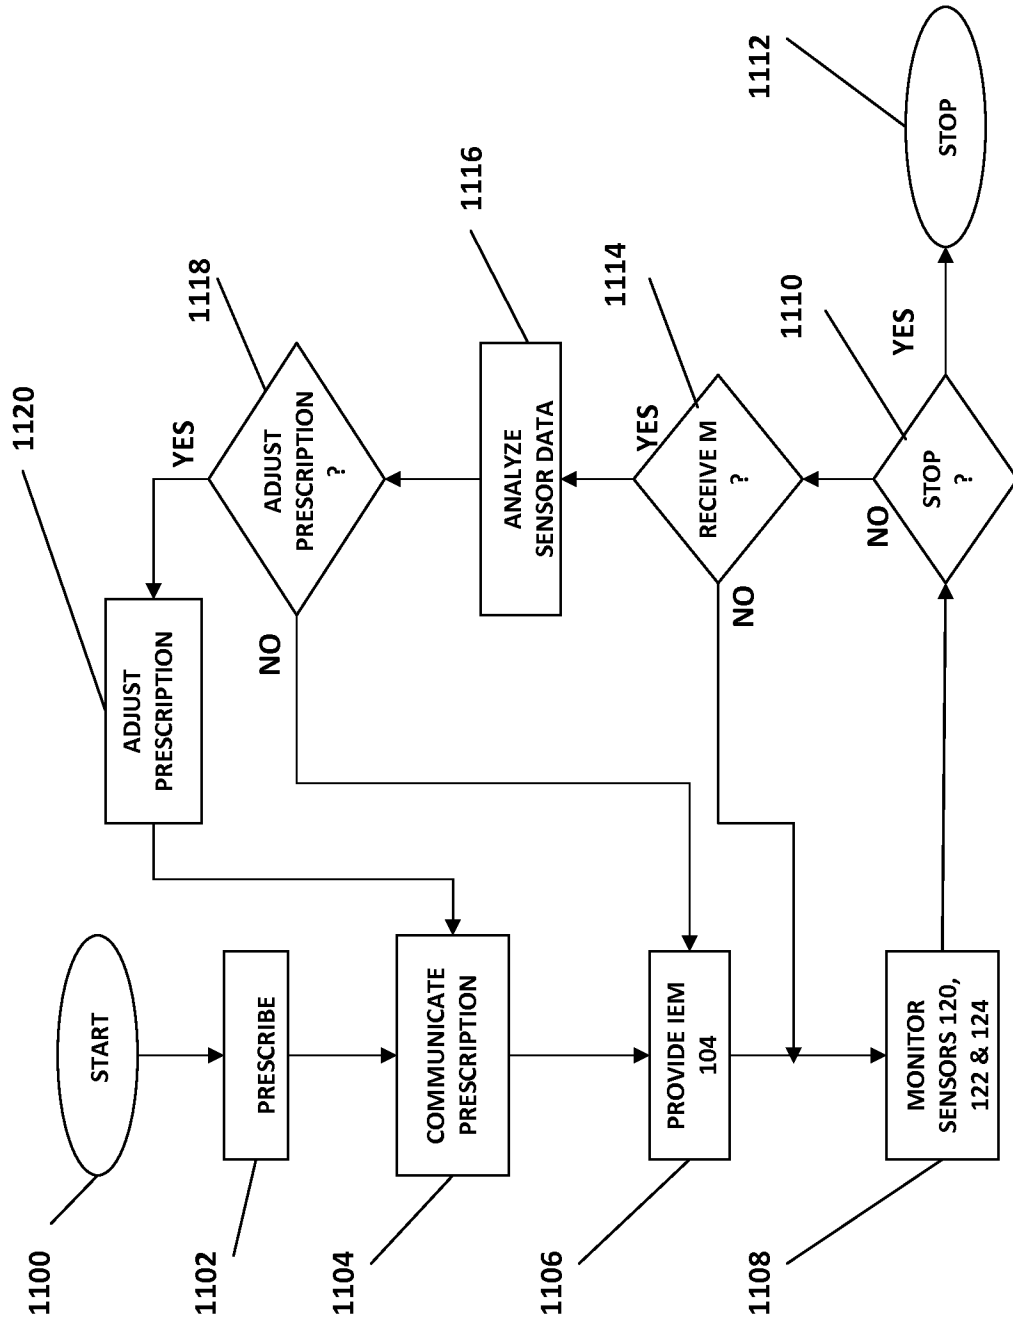 1100
START
1102
PRESCRIBE
1104
COMMUNICATE
PRESCRIPTION
1106
PROVIDE IEM
104
1108
MONITOR
SENSORS 120,
122 & 124
1120
ADJUST
PRESCRIPTION
YES
1118
ADJUST
PRESCRIPTION
?
NO
1116
ANALYZE
SENSOR DATA
YES
1114
RECEIVE M
?
NO
1110
STOP
?
NO
YES
1112
STOP